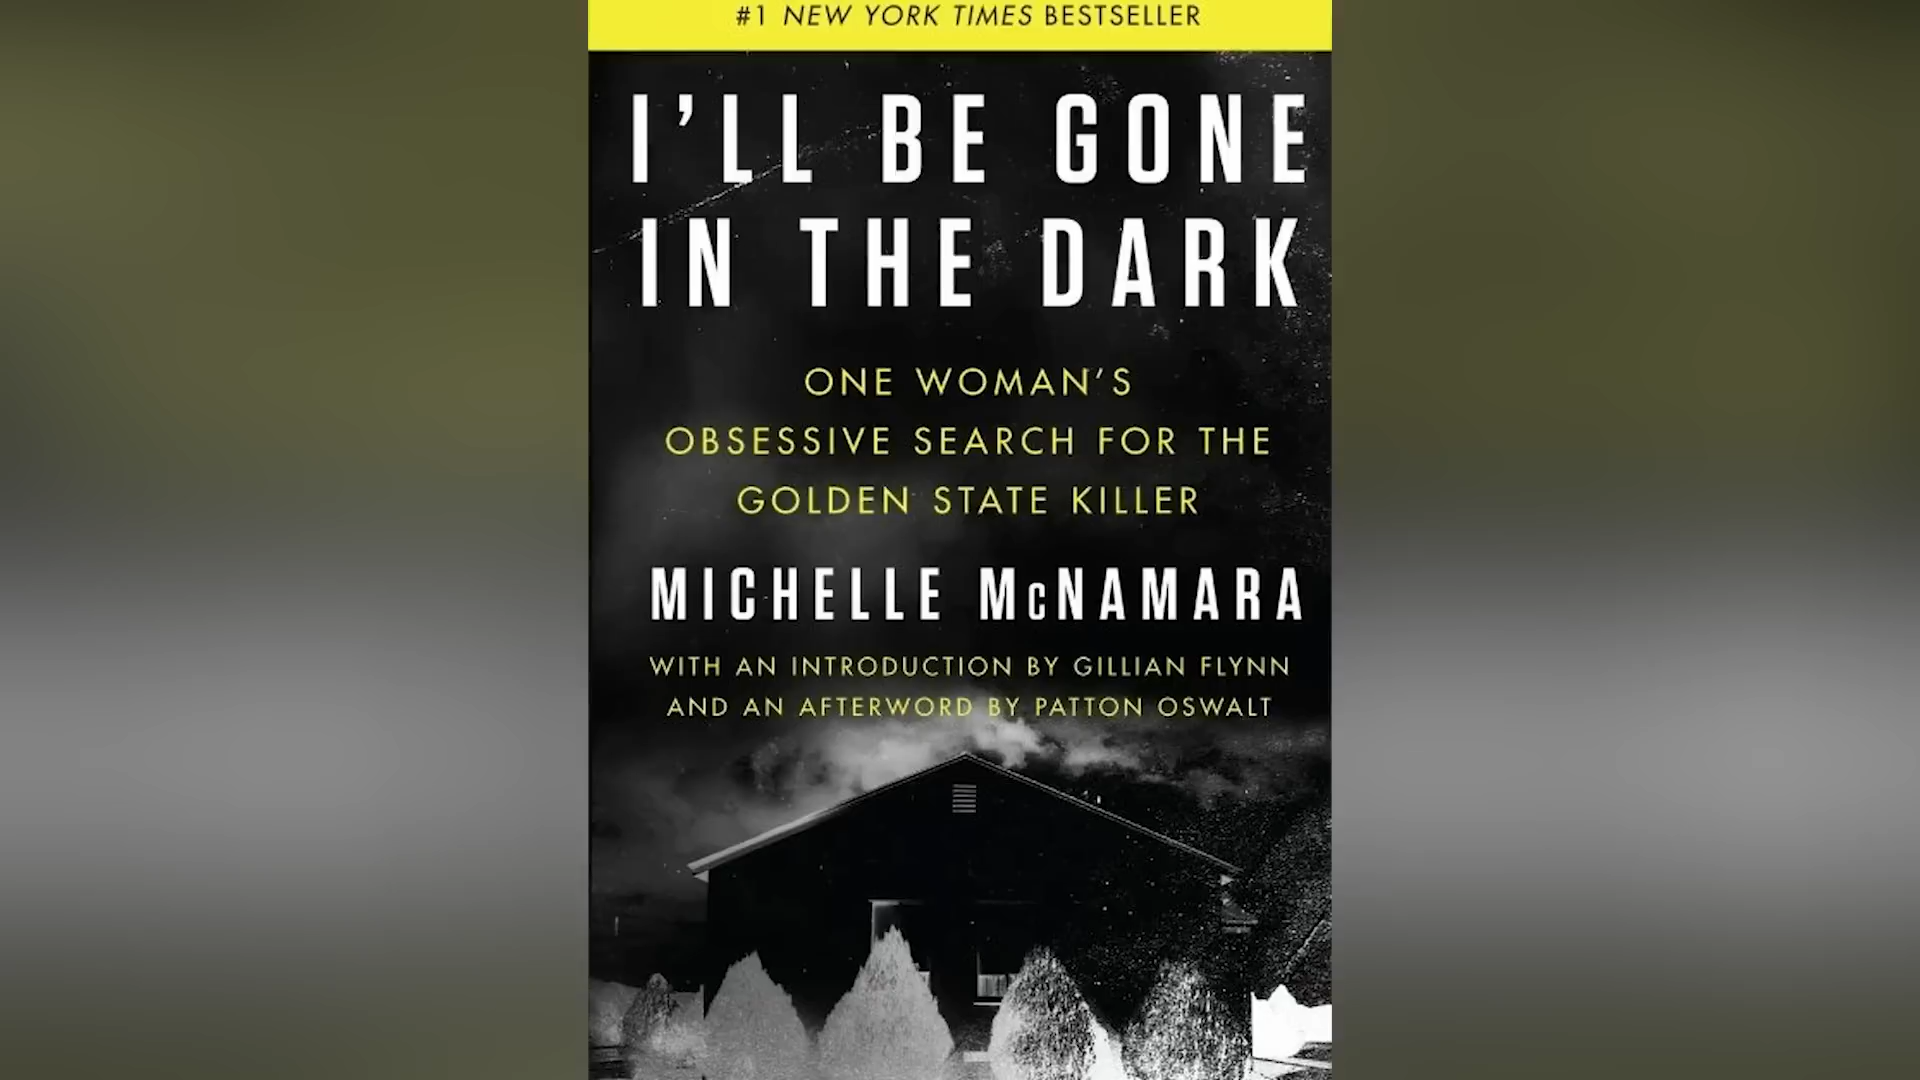 #1 NEW YORK TIMES BESTSELLER
I'LL BE GONE
IN THE DARK
ONE WOMAN'S
OBSESSIVE SEARCH FOR THE
GOLDEN STATE KILLER
MICHELLE McNAMARA
WITH AN INTRODUCTION BY GILLIAN FLYNN
AND AN AFTERWORD BY PATTON OSWALT